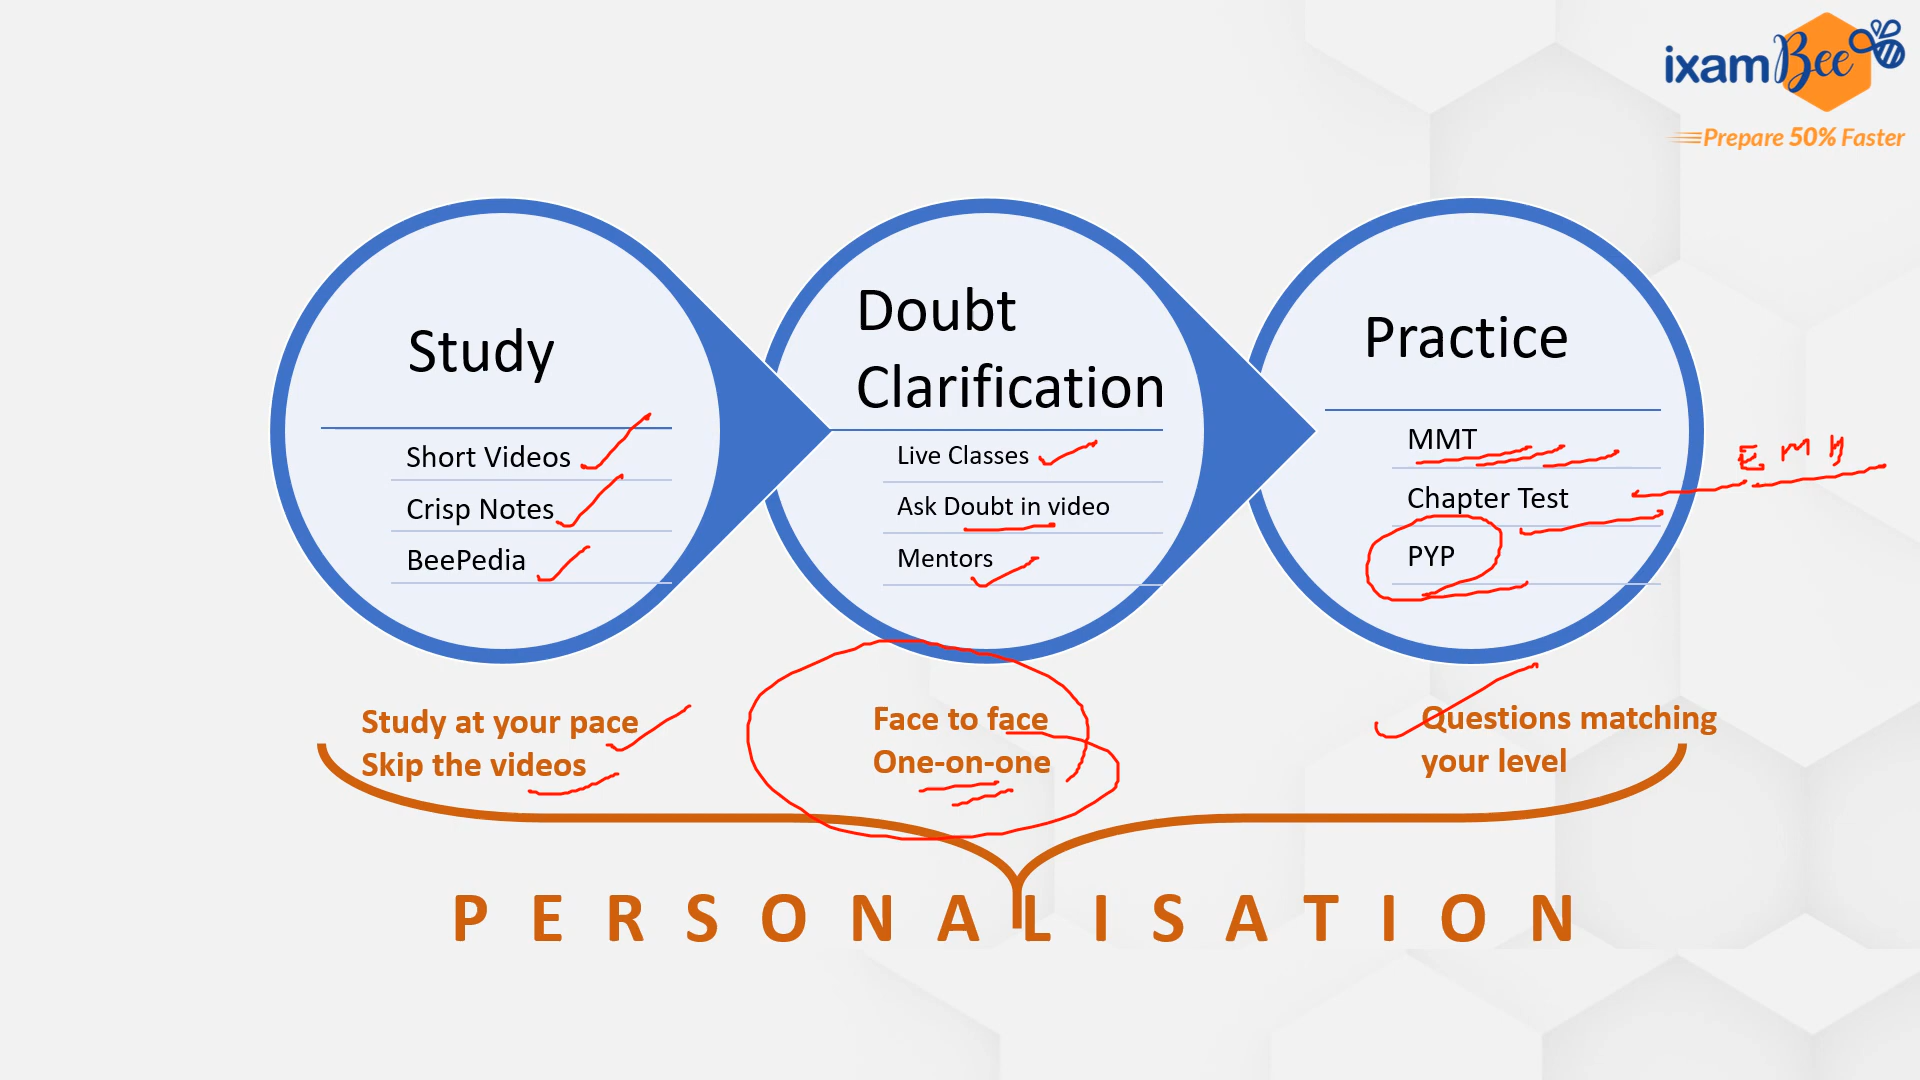 ixamBee
Prepare 50% Faster
Study
Short Videos
Crisp Notes
BeePedia
Doubt
Clarification
Live Classes
Ask Doubt in video
Mentors
Practice
MMT
Chapter Test
PYP
E M H
Study at your pace
Skip the videos
Face to face
One-on-one
Questions matching
your level
PERSONALISATION